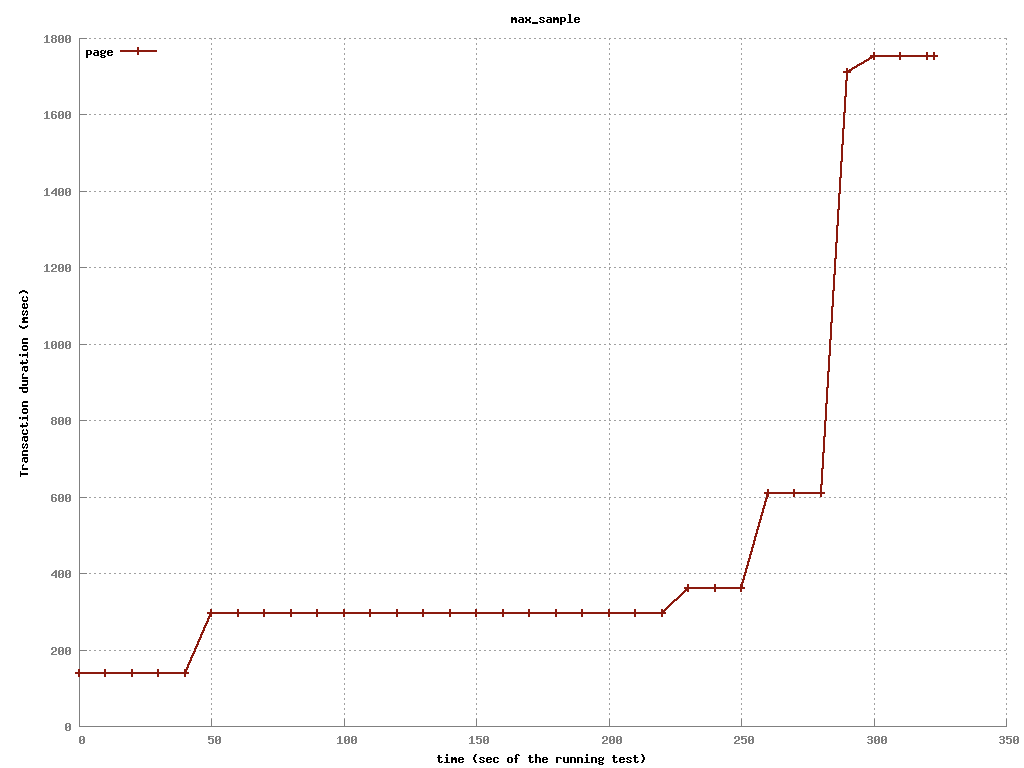 max_sample
page
1800
1600
1400
1200
1000
800
600
400
200
0
0 50 100 150 200 250 300 350
Transaction duration (msec)
time (sec of the running test)